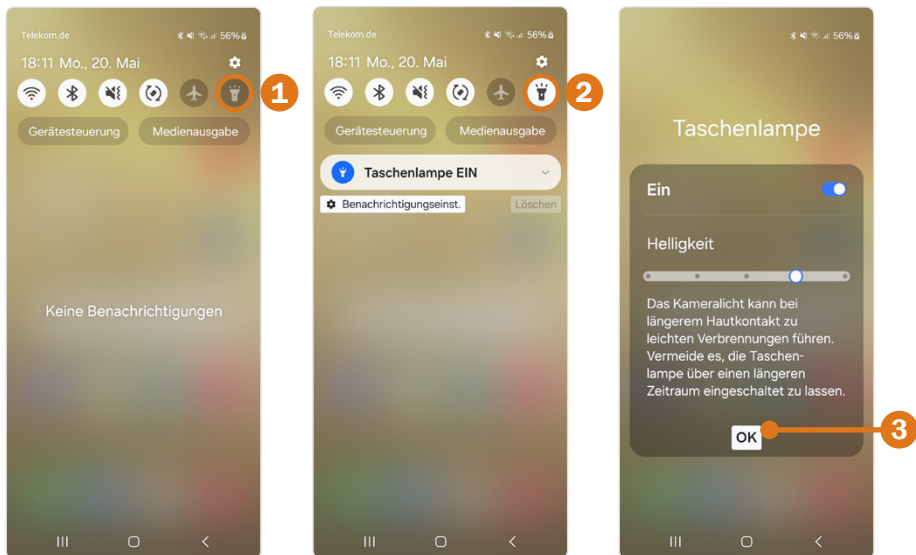 Telekom.de 56%
18:11 Mo., 20. Mai
1
Gerätesteuerung Medienausgabe
Keine Benachrichtigungen
Telekom.de 56%
18:11 Mo., 20. Mai
2
Gerätesteuerung Medienausgabe
Taschenlampe EIN
Benachrichtigungseinst. Löschen
56%
Taschenlampe
Ein
Helligkeit
Das Kameralicht kann bei
längerem Hautkontakt zu
leichten Verbrennungen führen.
Vermeide es, die Taschen-
lampe über einen längeren
Zeitraum eingeschaltet zu lassen.
OK
3